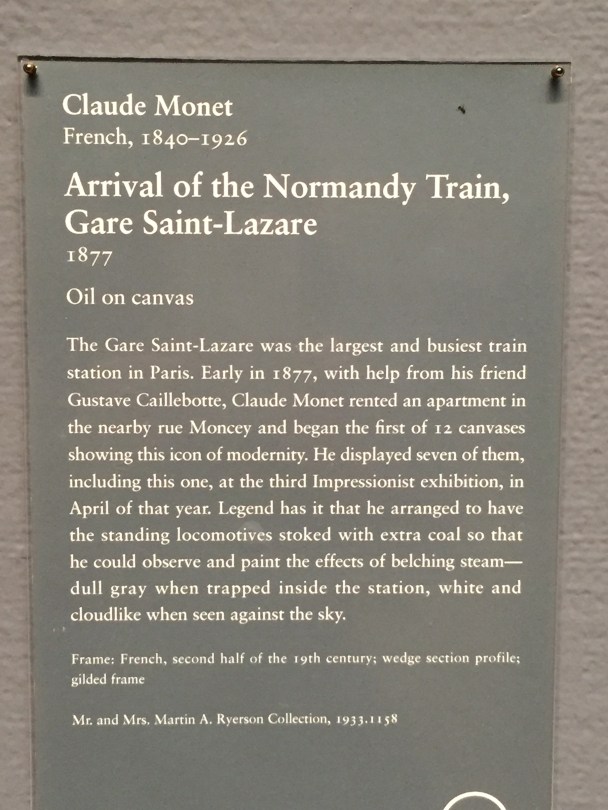 Claude Monet
French, 1840–1926
Arrival of the Normandy Train,
Gare Saint-Lazare
1877
Oil on canvas
The Gare Saint-Lazare was the largest and busiest train
station in Paris. Early in 1877, with help from his friend
Gustave Caillebotte, Claude Monet rented an apartment in
the nearby rue Moncey and began the first of 12 canvases
showing this icon of modernity. He displayed seven of them,
including this one, at the third Impressionist exhibition, in
April of that year. Legend has it that he arranged to have
the standing locomotives stoked with extra coal so that
he could observe and paint the effects of belching steam—
dull gray when trapped inside the station, white and
cloudlike when seen against the sky.
Frame: French, second half of the 19th century; wedge section profile;
gilded frame
Mr. and Mrs. Martin A. Ryerson Collection, 1933.1158